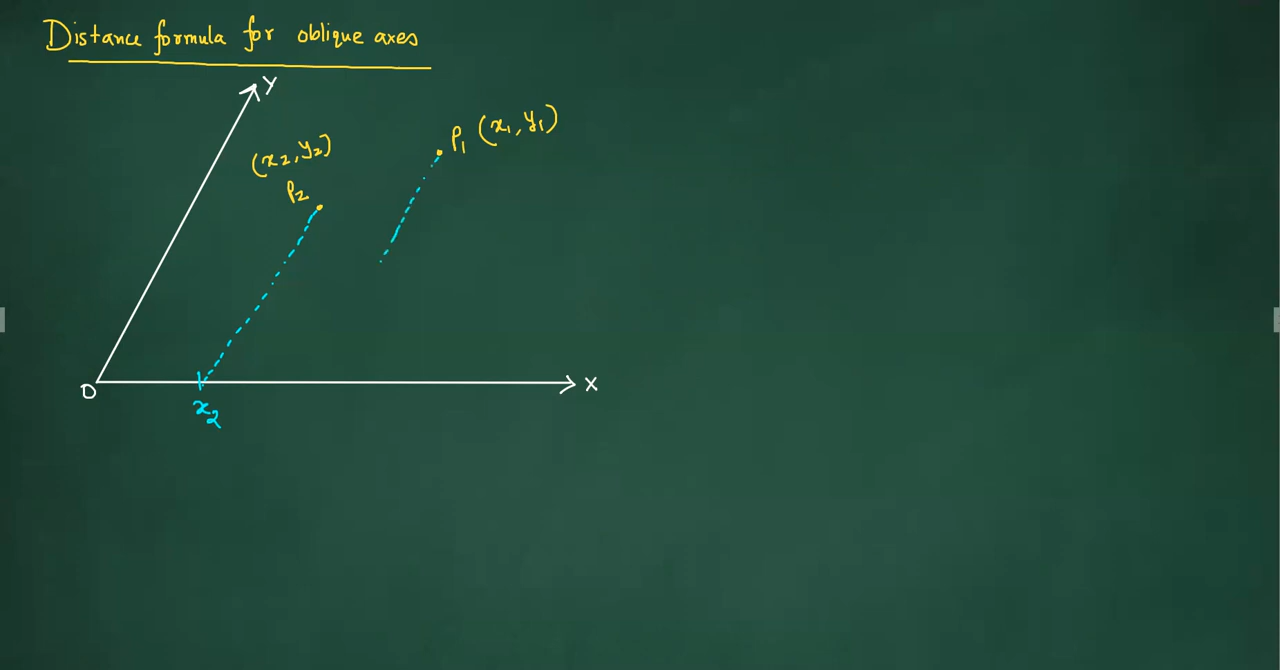 Distance formula for oblique axes
Y
P₁ (x₁, y₁)
(x₂, y₂)
P₂
O
X
x₂